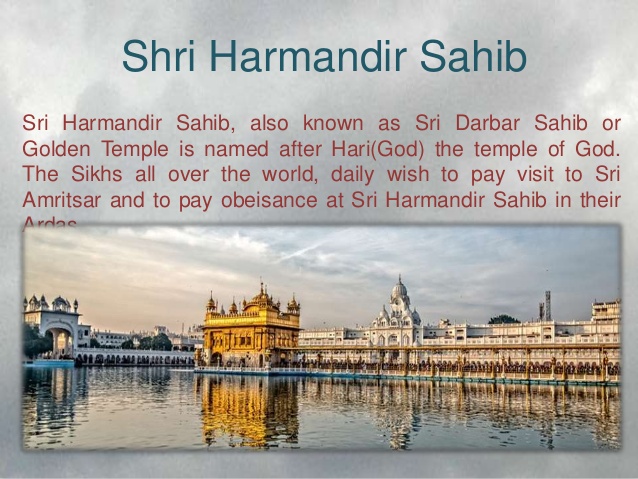 Shri Harmandir Sahib
Sri Harmandir Sahib, also known as Sri Darbar Sahib or
Golden Temple is named after Hari(God) the temple of God.
The Sikhs all over the world, daily wish to pay visit to Sri
Amritsar and to pay obeisance at Sri Harmandir Sahib in their
Ardas